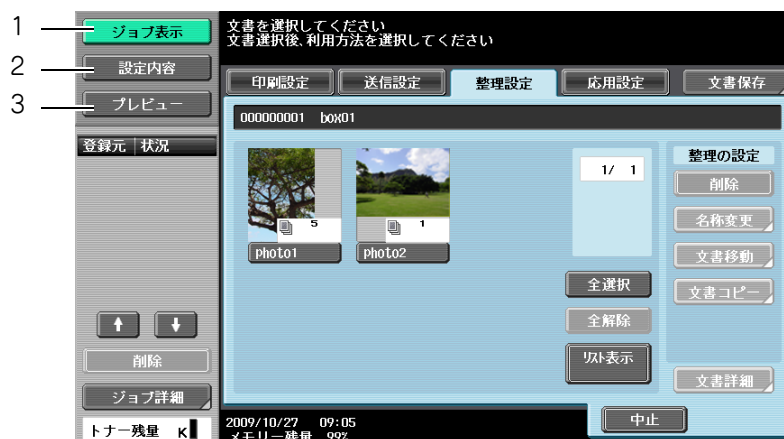 1
ジョブ表示
2
設定内容
3
プレビュー
登録元 状況
削除
ジョブ詳細
トナー残量 K
文書を選択してください
文書選択後、利用方法を選択してください
印刷設定 送信設定 整理設定 応用設定 文書保存
000000001 box01
5
photo1
1
photo2
1/ 1
全選択
全解除
リスト表示
整理の設定
削除
名称変更
文書移動
文書コピー
文書詳細
2009/10/27 09:05
メモリー残量 99%
中止